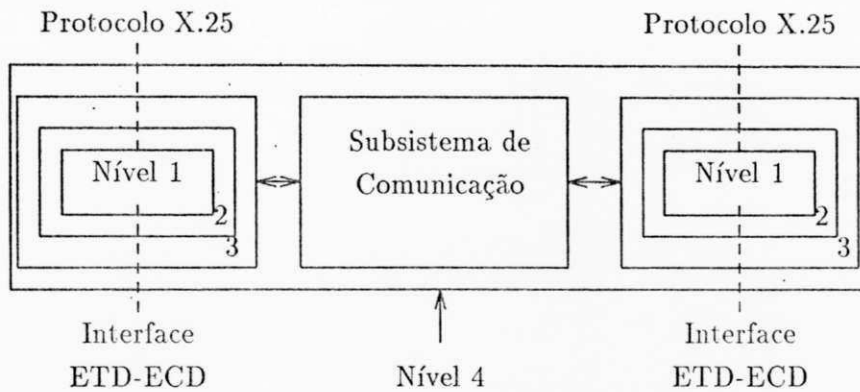 Protocolo X.25
Protocolo X.25
Nível 1
2
3
Subsistema de
Comunicação
Nível 1
2
3
Interface
ETD-ECD
Nível 4
Interface
ETD-ECD